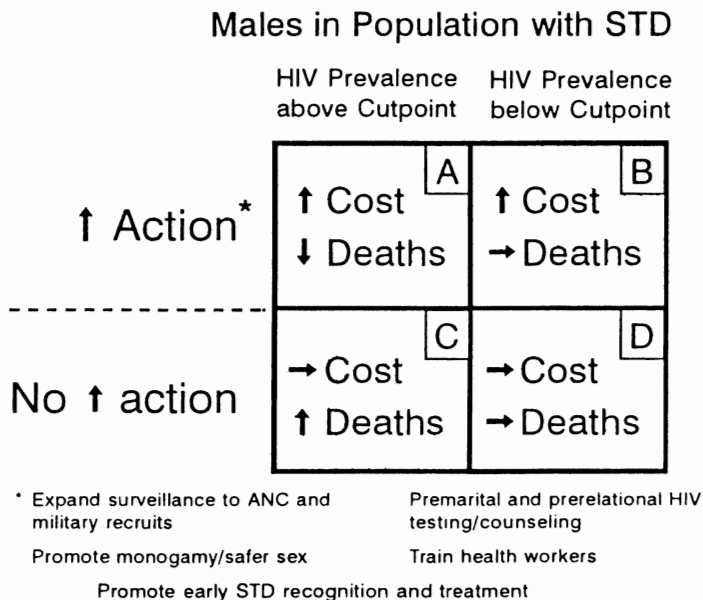 Males in Population with STD
HIV Prevalence above Cutpoint
HIV Prevalence below Cutpoint
↑ Action*
A
↑ Cost
↓ Deaths
B
↑ Cost
→ Deaths
No ↑ action
C
→ Cost
↑ Deaths
D
→ Cost
→ Deaths
* Expand surveillance to ANC and
military recruits
Premarital and prerelational HIV
testing/counseling
Promote monogamy/safer sex
Train health workers
Promote early STD recognition and treatment